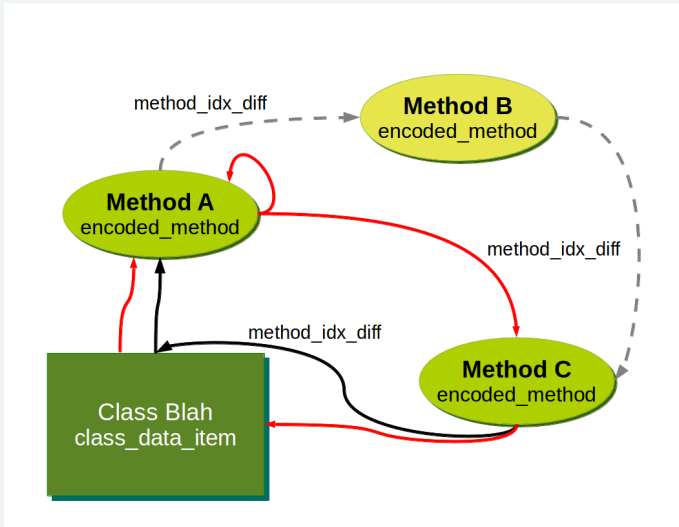 method_idx_diff
Method B
encoded_method
Method A
encoded_method
method_idx_diff
method_idx_diff
Method C
encoded_method
Class Blah
class_data_item